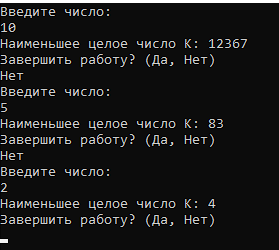 Введите число:
10
Наименьшее целое число K: 12367
Завершить работу? (Да, Нет)
Нет
Введите число:
5
Наименьшее целое число K: 83
Завершить работу? (Да, Нет)
Нет
Введите число:
2
Наименьшее целое число K: 4
Завершить работу? (Да, Нет)